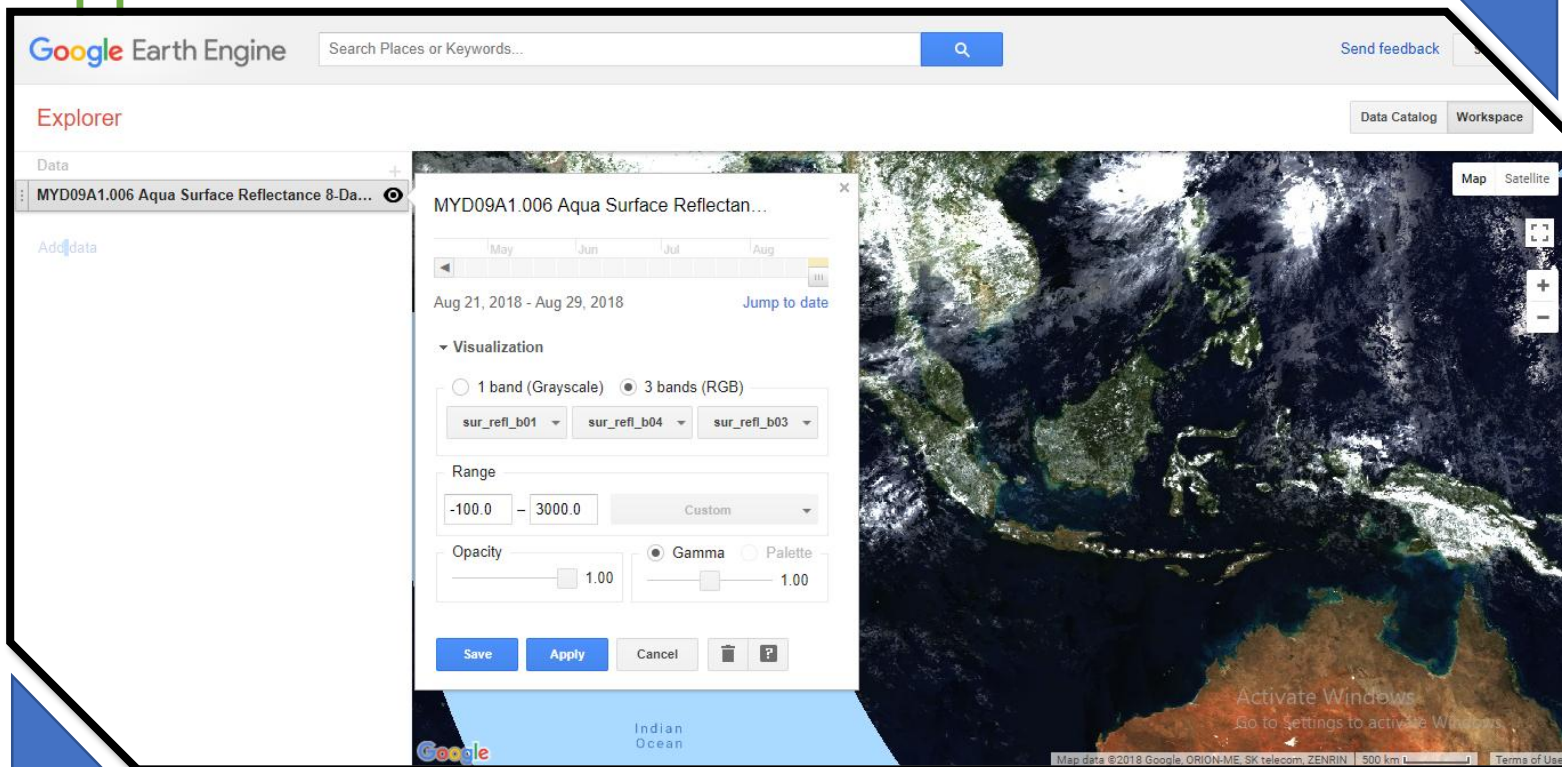 Google Earth Engine
Search Places or Keywords...
Send feedback
Explorer
Data Catalog Workspace
Data
MYD09A1.006 Aqua Surface Reflectance 8-Da...
Add data
MYD09A1.006 Aqua Surface Reflectan...
May Jun Jul Aug
Aug 21, 2018 - Aug 29, 2018 Jump to date
Visualization
1 band (Grayscale) 3 bands (RGB)
sur_refl_b01 sur_refl_b04 sur_refl_b03
Range
-100.0 – 3000.0 Custom
Opacity Gamma Palette
1.00 1.00
Save Apply Cancel ?
Map Satellite
+
−
Activate Windows
Go to Settings to activate Windows.
Indian
Ocean
Google
Map data ©2018 Google, ORION-ME, SK telecom, ZENRIN 500 km Terms of Use